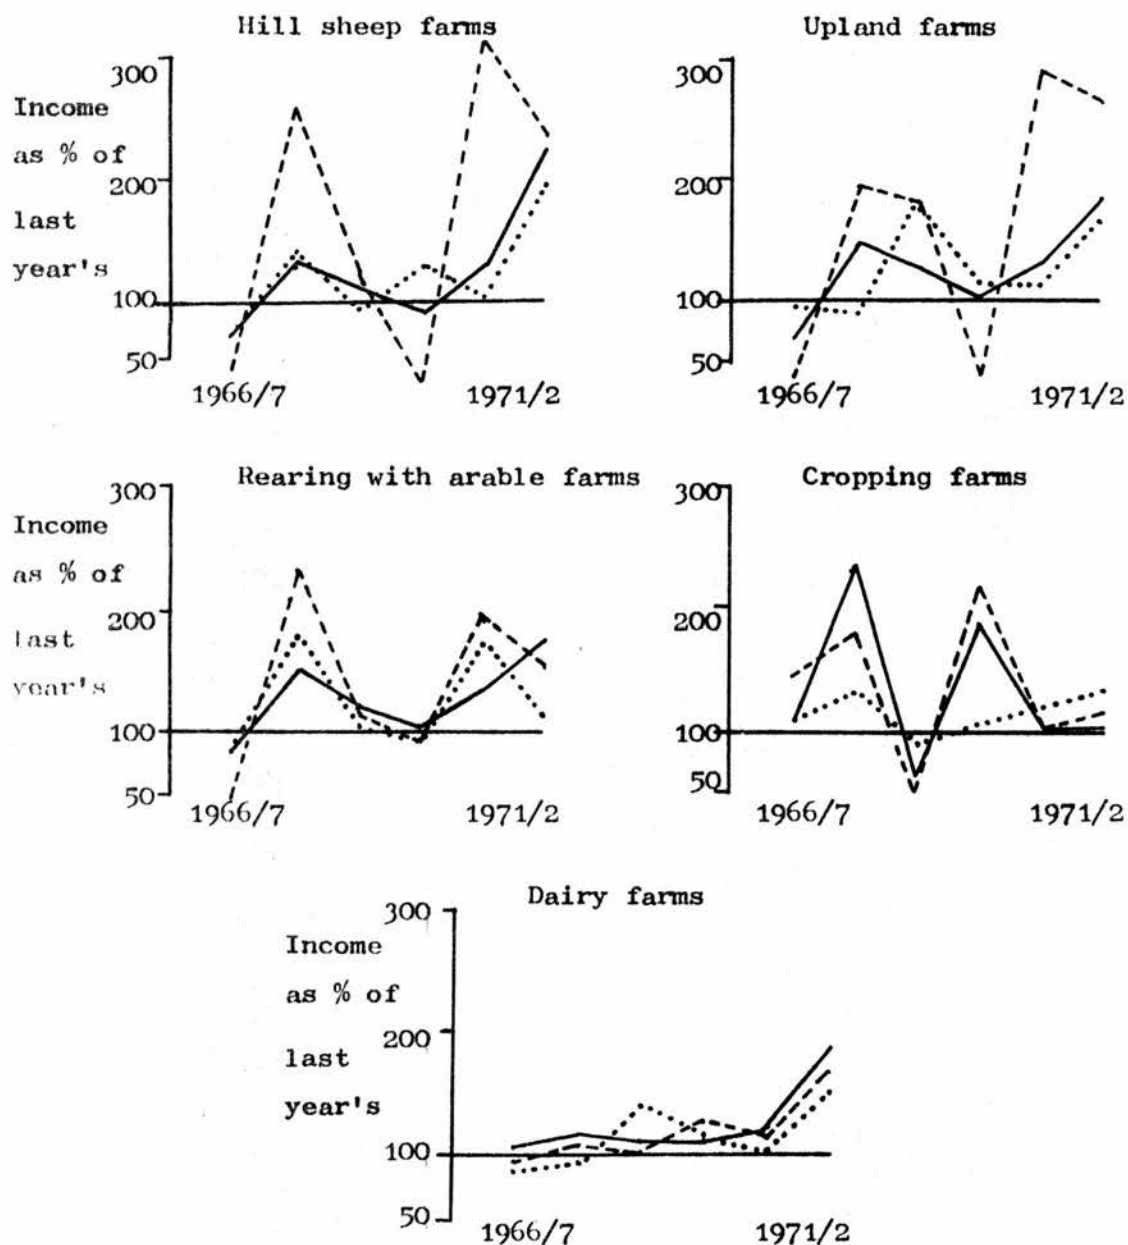 Hill sheep farms
Upland farms
300
Income
as % of
200
last
year's
100
50
1966/7
1971/2
300
200
100
50
1966/7
1971/2
Rearing with arable farms
Cropping farms
300
Income
as % of
200
last
year's
100
50
1966/7
1971/2
300
200
100
50
1966/7
1971/2
Dairy farms
300
Income
as % of
200
last
year's
100
50
1966/7
1971/2